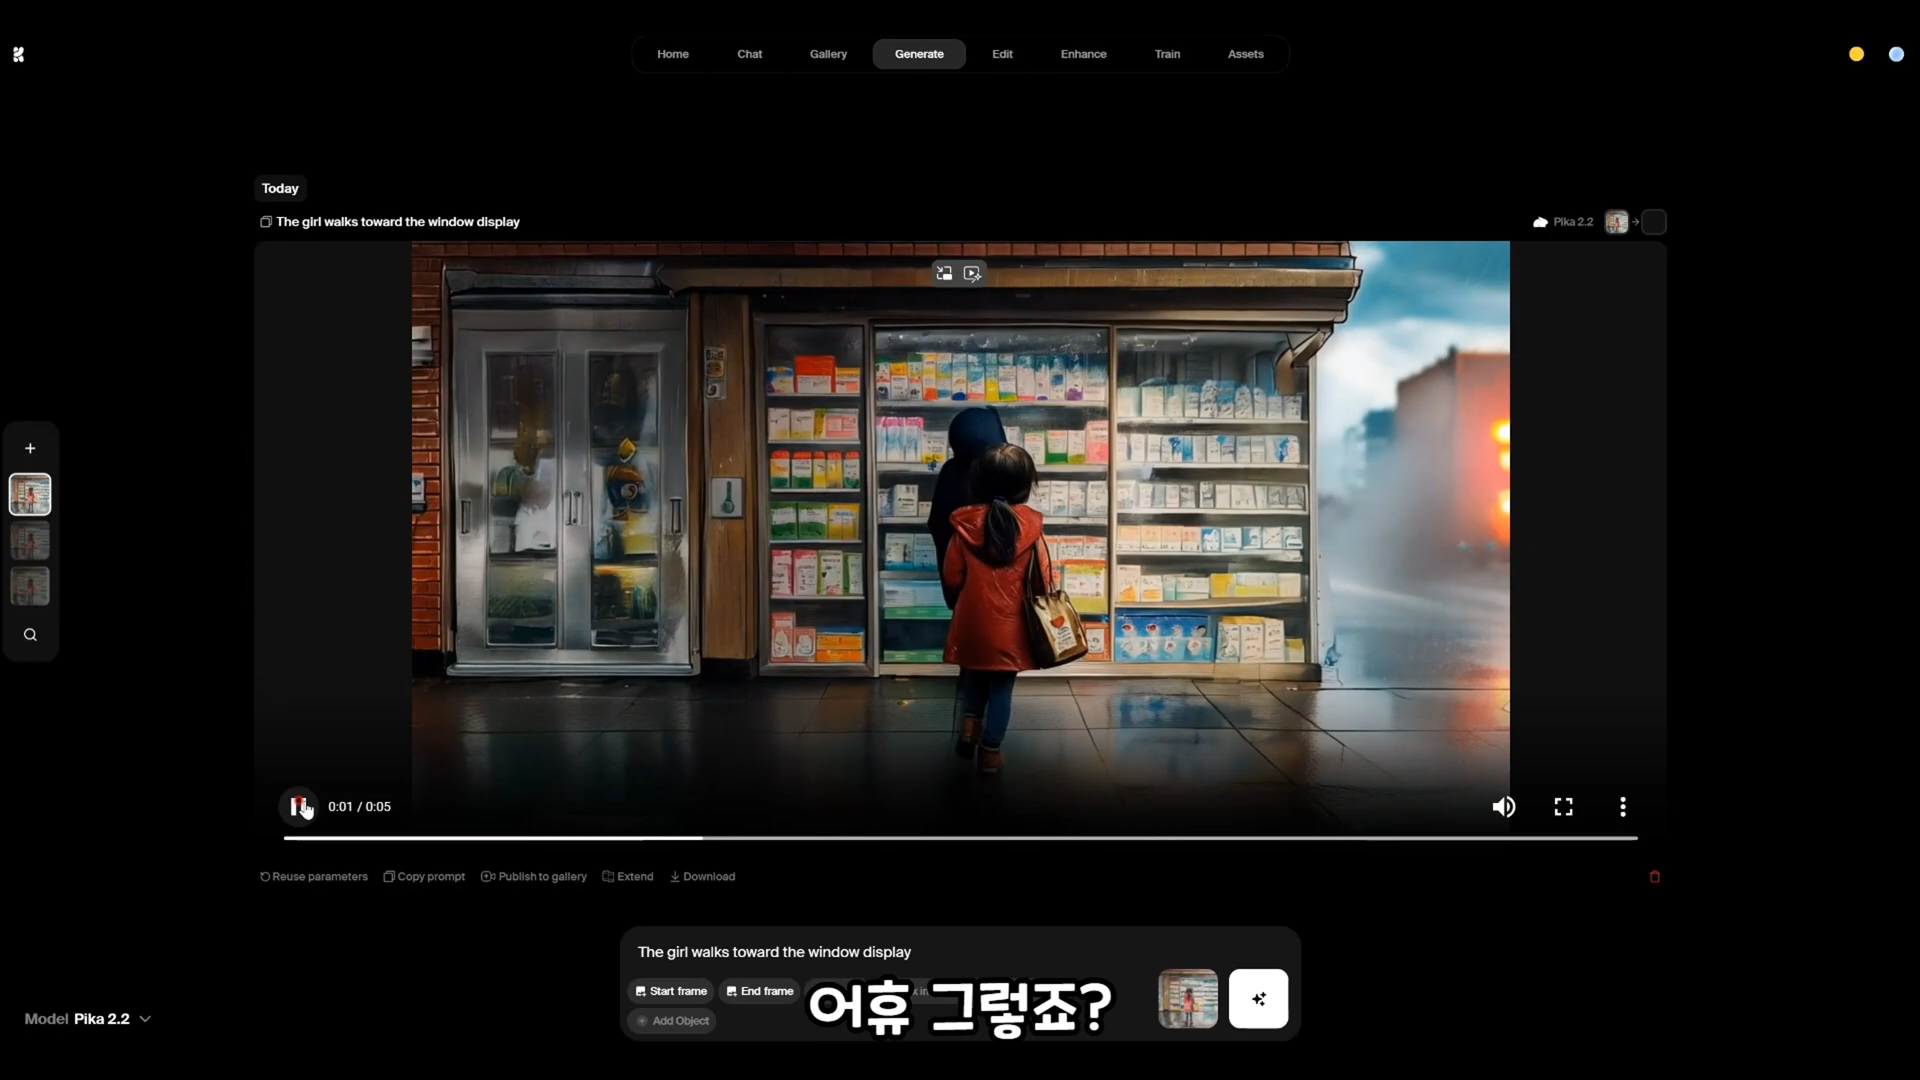 Home Chat Gallery Generate Edit Enhance Train Assets
Today
The girl walks toward the window display
Pika 2.2
0:01 / 0:05
Reuse parameters Copy prompt Publish to gallery Extend Download
The girl walks toward the window display
Start frame End frame
Add Object
어휴 그렇죠?
Model Pika 2.2